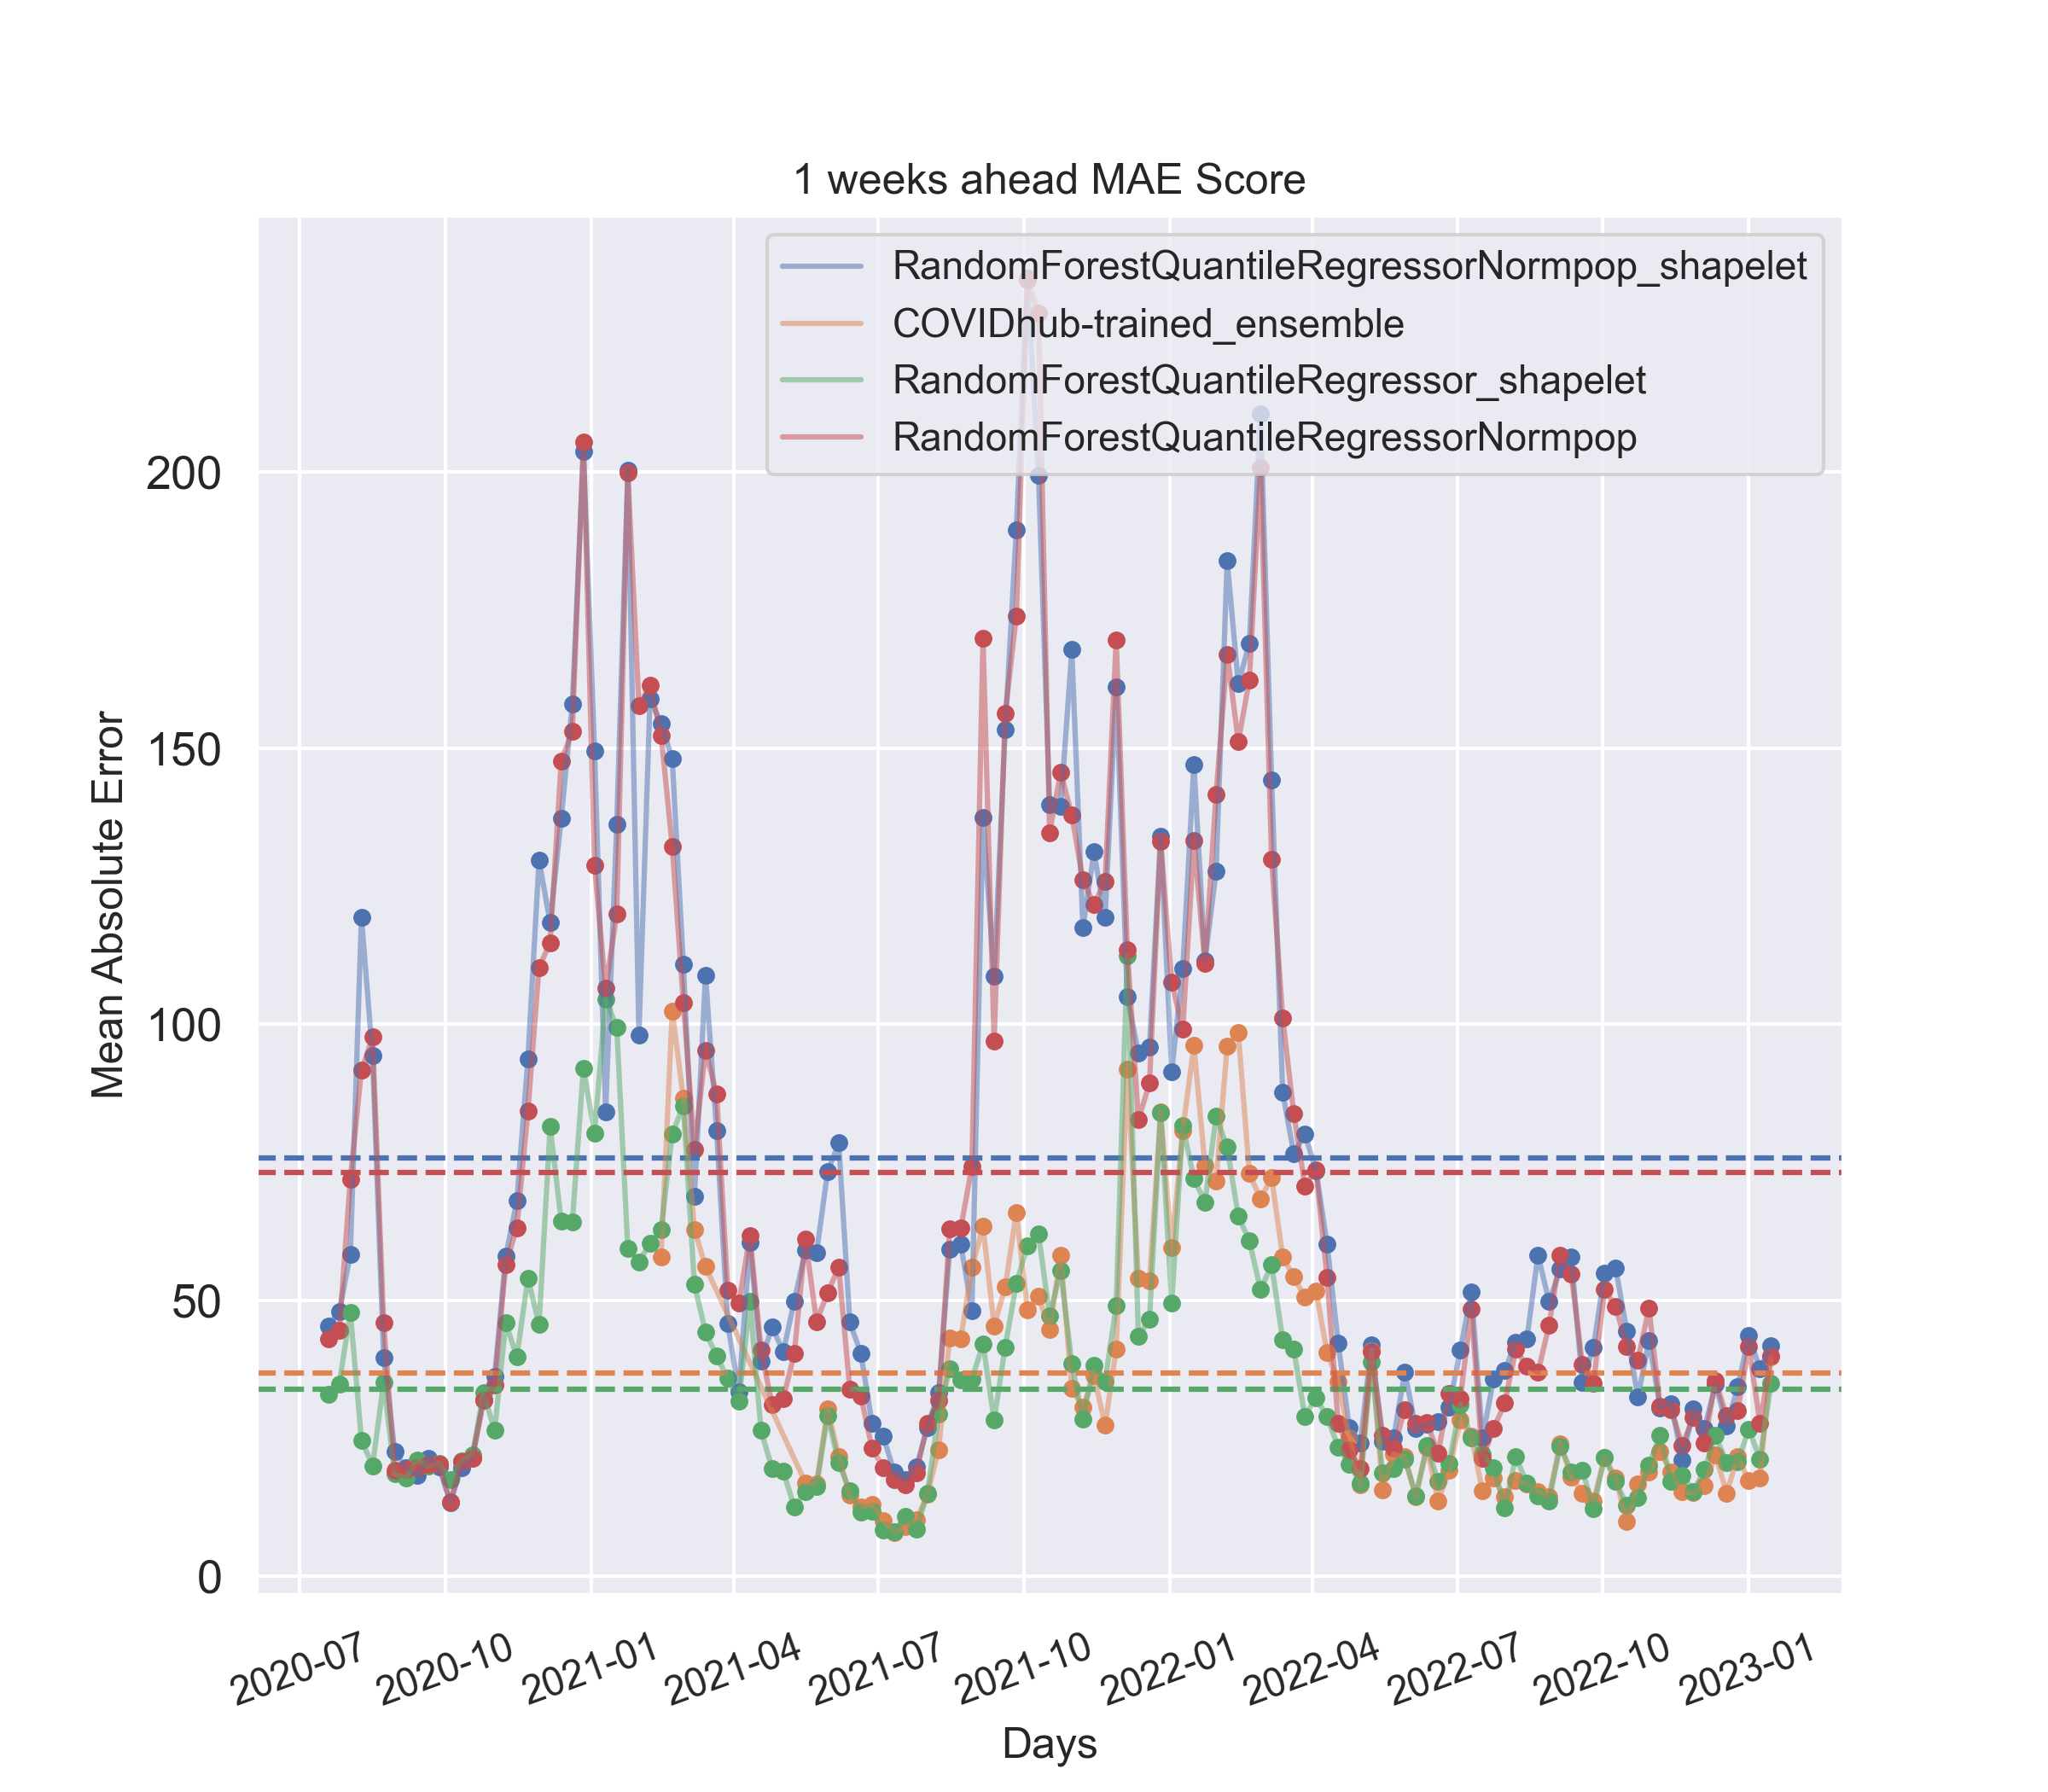 1 weeks ahead MAE Score
RandomForestQuantileRegressorNormpop_shapelet
COVIDhub-trained_ensemble
RandomForestQuantileRegressor_shapelet
RandomForestQuantileRegressorNormpop
Mean Absolute Error
200
150
100
50
0
2020-07
2020-10
2021-01
2021-04
2021-07
2021-10
2022-01
2022-04
2022-07
2022-10
2023-01
Days